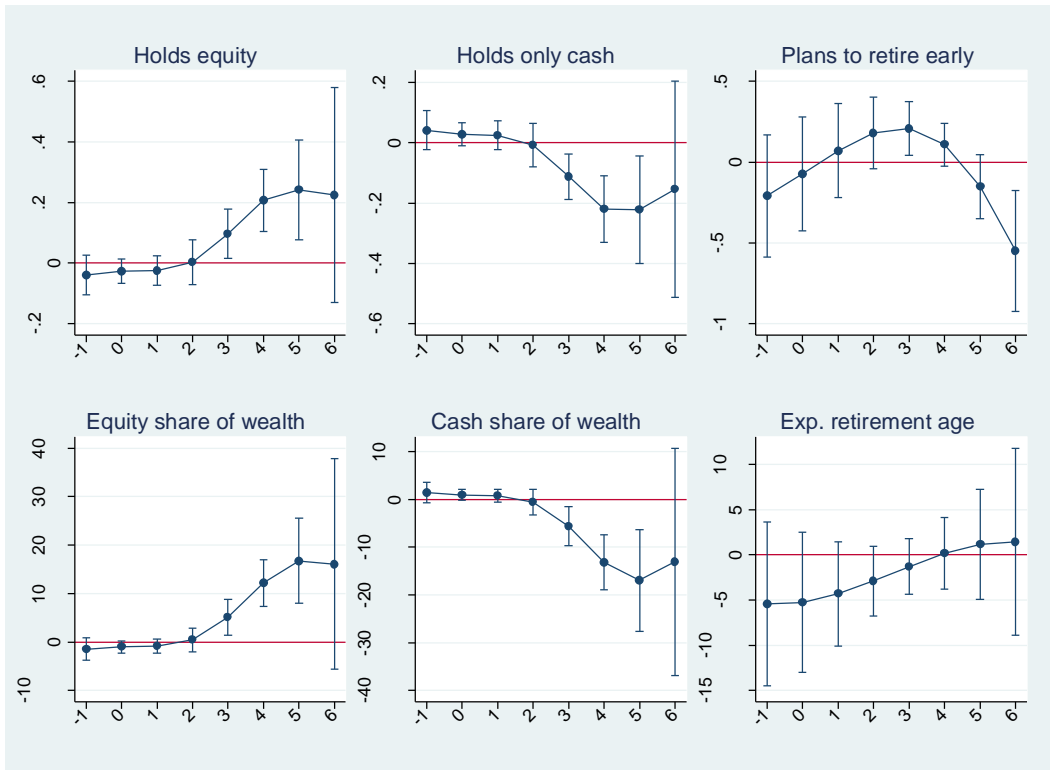 Holds equity
Holds only cash
Plans to retire early
.6
.4
.2
0
-.2
-1 0 1 2 3 4 5 6
.2
0
-.2
-.4
-.6
-1 0 1 2 3 4 5 6
.5
0
-.5
-1
-1 0 1 2 3 4 5 6
Equity share of wealth
Cash share of wealth
Exp. retirement age
40
30
20
10
0
-10
-1 0 1 2 3 4 5 6
10
0
-10
-20
-30
-40
-1 0 1 2 3 4 5 6
10
5
0
-5
-10
-15
-1 0 1 2 3 4 5 6